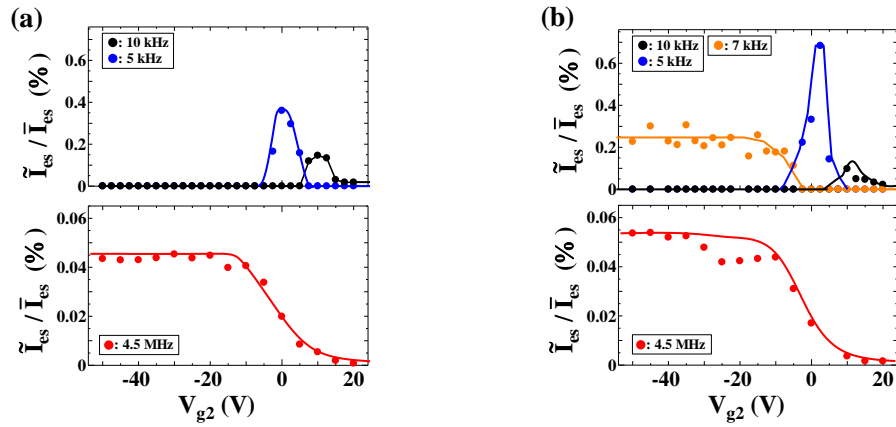 (a)
: 10 kHz
: 5 kHz
Ĩes / Īes (%)
0.6
0.4
0.2
0
Ĩes / Īes (%)
0.06
0.04
0.02
0
: 4.5 MHz
-40 -20 0 20
Vg2 (V)
(b)
: 10 kHz : 7 kHz
: 5 kHz
Ĩes / Īes (%)
0.6
0.4
0.2
0
Ĩes / Īes (%)
0.06
0.04
0.02
0
: 4.5 MHz
-40 -20 0 20
Vg2 (V)